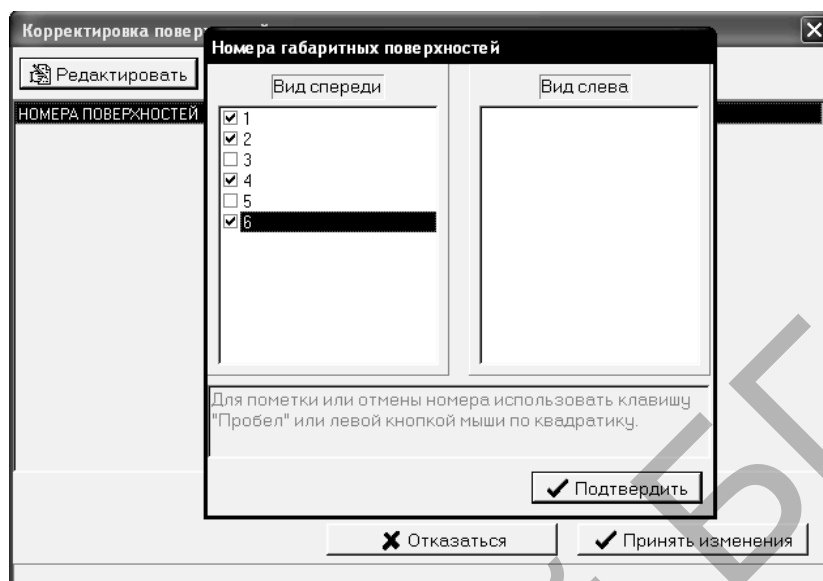 Корректировка повер
Номера габаритных поверхностей
Редактировать
НОМЕРА ПОВЕРХНОСТЕЙ
Вид спереди
1
2
3
4
5
6
Вид слева
Для пометки или отмены номера использовать клавишу
"Пробел" или левой кнопкой мыши по квадратику.
Подтвердить
Отказаться
Принять изменения